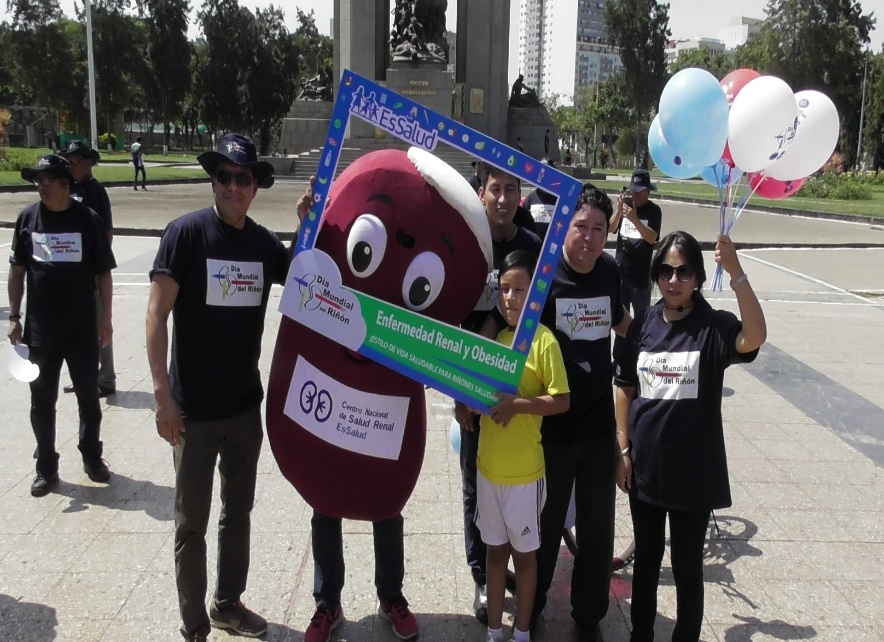 EsSalud
EsSalud
Día
Mundial
del Riñón
Enfermedad Renal y Obesidad
¡ESTILO DE VIDA SALUDABLE PARA RIÑONES
Centro Nacional
de Salud Renal
EsSalud
Día
Mundial
del Riñón
Día
Mundial
del Riñón
Día
Mundial
del Riñón
Día
Mundial
del Riñón